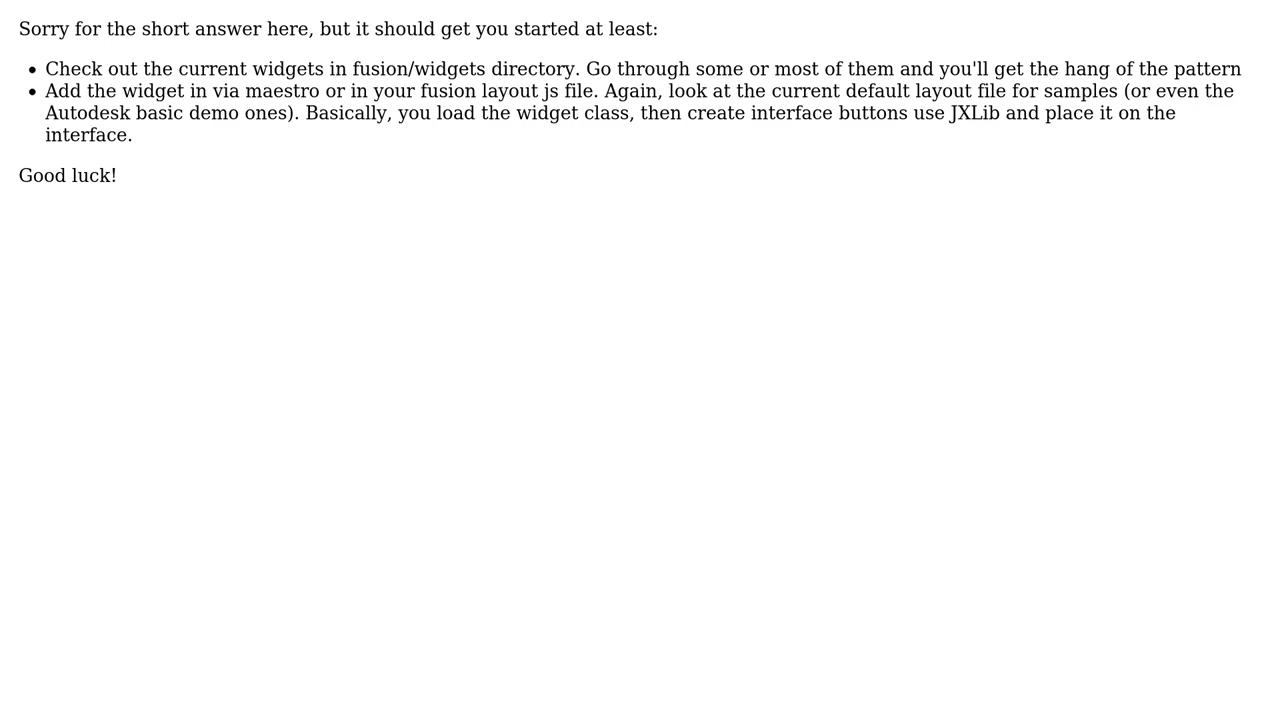 Sorry for the short answer here, but it should get you started at least:
• Check out the current widgets in fusion/widgets directory. Go through some or most of them and you'll get the hang of the pattern
• Add the widget in via maestro or in your fusion layout js file. Again, look at the current default layout file for samples (or even the
Autodesk basic demo ones). Basically, you load the widget class, then create interface buttons use JXLib and place it on the
interface.
Good luck!